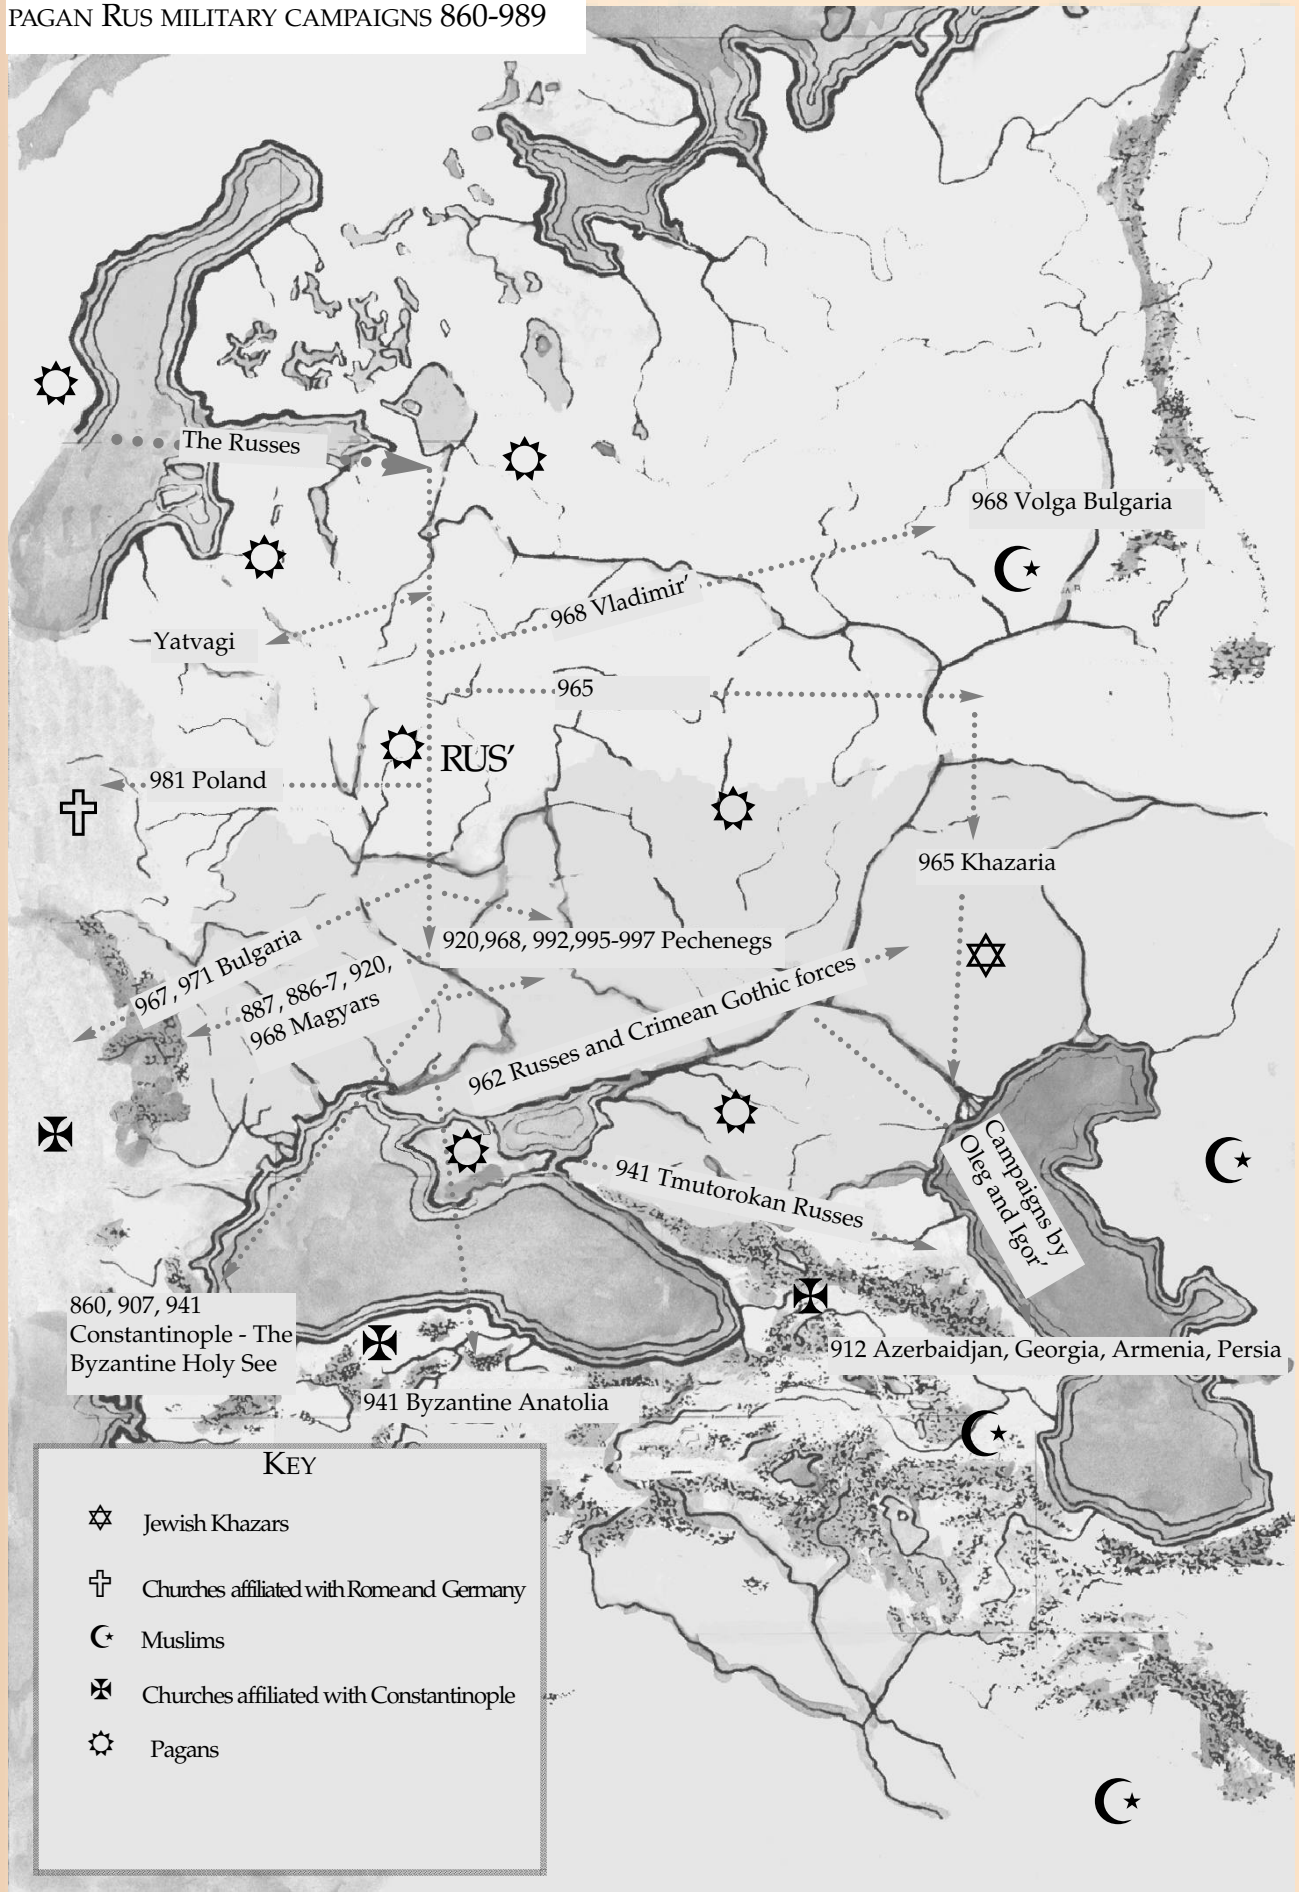 PAGAN RUS MILITARY CAMPAIGNS 860-989
The Russes
968 Volga Bulgaria
968 Vladimir'
Yatvagi
965
RUS'
981 Poland
965 Khazaria
920,968, 992,995-997 Pechenegs
967, 971 Bulgaria
887, 886-7, 920,
968 Magyars
962 Russes and Crimean Gothic forces
Campaigns by
Oleg and Igor'
941 Tmutorokan Russes
860, 907, 941
Constantinople - The
Byzantine Holy See
912 Azerbaidjan, Georgia, Armenia, Persia
941 Byzantine Anatolia
KEY
Jewish Khazars
Churches affiliated with Rome and Germany
Muslims
Churches affiliated with Constantinople
Pagans